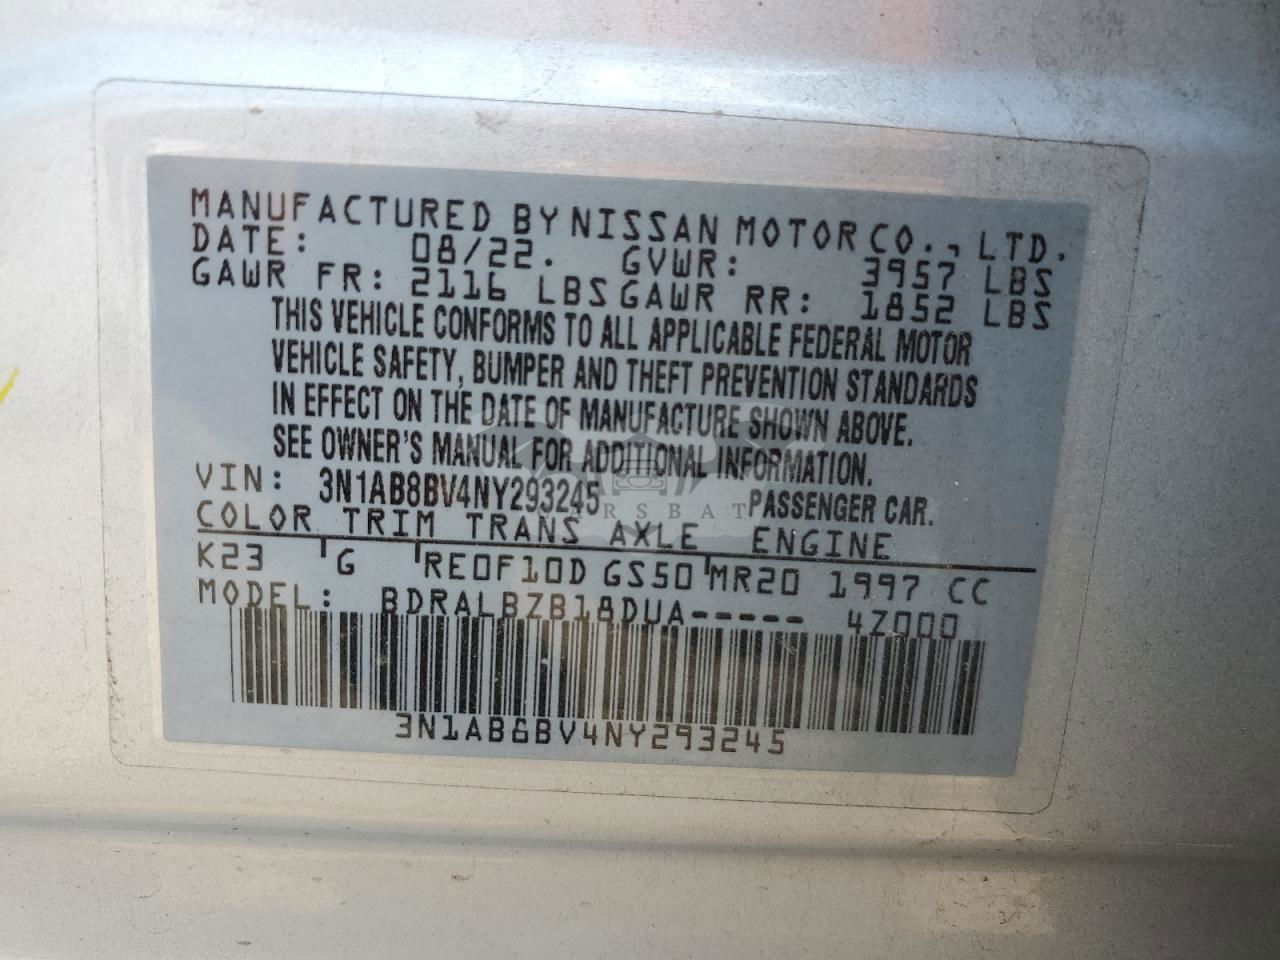 MANUFACTURED BY NISSAN MOTOR CO., LTD.
DATE: 08/22. GVWR: 3957 LBS
GAWR FR: 2116 LBS GAWR RR: 1852 LBS
THIS VEHICLE CONFORMS TO ALL APPLICABLE FEDERAL MOTOR
VEHICLE SAFETY, BUMPER AND THEFT PREVENTION STANDARDS
IN EFFECT ON THE DATE OF MANUFACTURE SHOWN ABOVE.
SEE OWNER'S MANUAL FOR ADDITIONAL INFORMATION.
VIN: 3N1AB8BV4NY293245 PASSENGER CAR.
CARSBAT
COLOR TRIM TRANS AXLE ENGINE
K23 G RE0F10D GS50 MR20 1997 CC
MODEL: BDRALBZB18DUA----- 4Z000
3N1AB8BV4NY293245